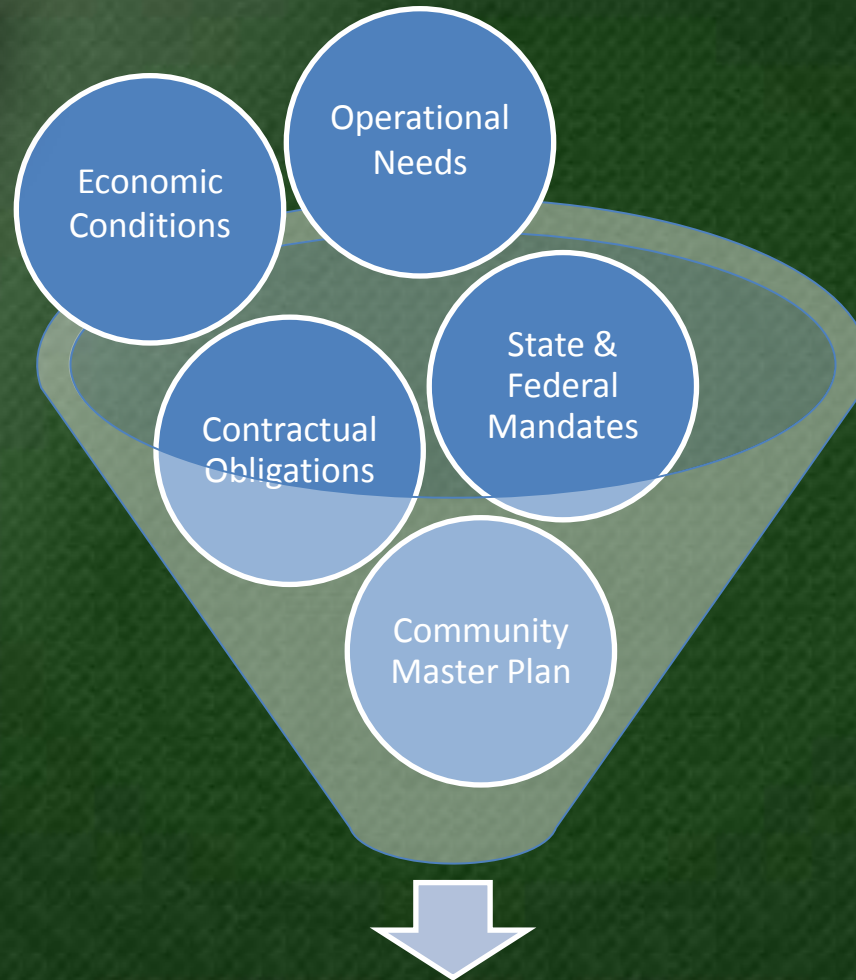 Operational
Needs
Economic
Conditions
State &
Federal
Mandates
Contractual
Obligations
Community
Master Plan